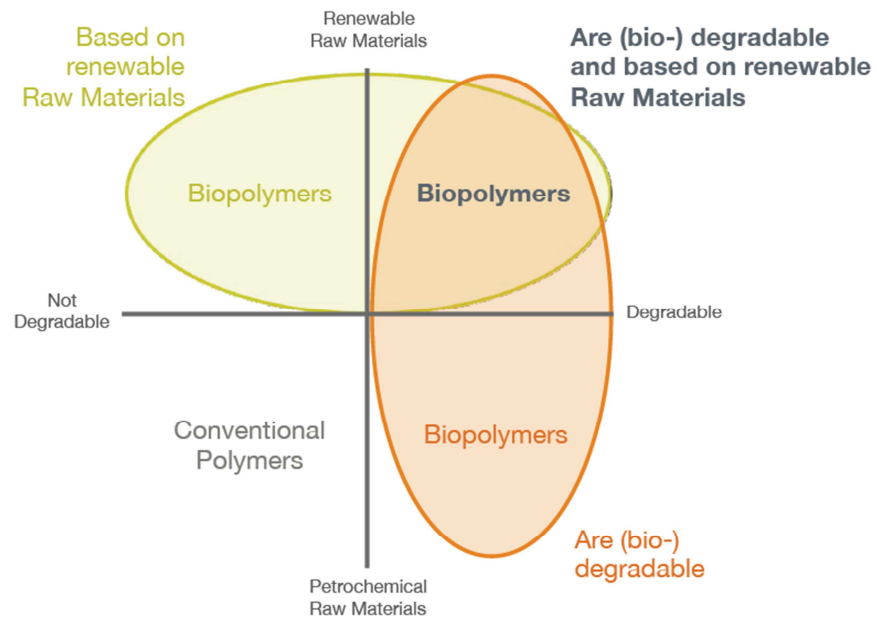 Renewable
Raw Materials
Based on
renewable
Raw Materials
Are (bio-) degradable
and based on renewable
Raw Materials
Biopolymers
Biopolymers
Not
Degradable
Degradable
Conventional
Polymers
Biopolymers
Are (bio-)
degradable
Petrochemical
Raw Materials